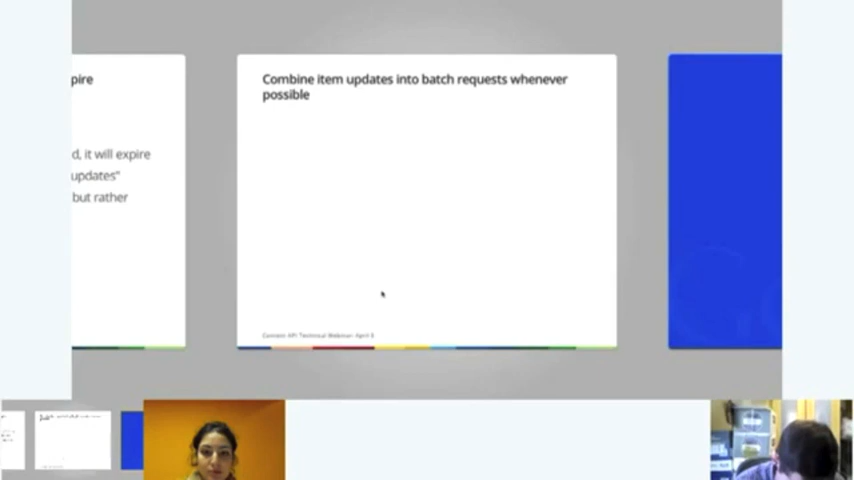 pire
d, it will expire
updates"
but rather
Combine item updates into batch requests whenever
possible
Content API Technical Webinar: April 9